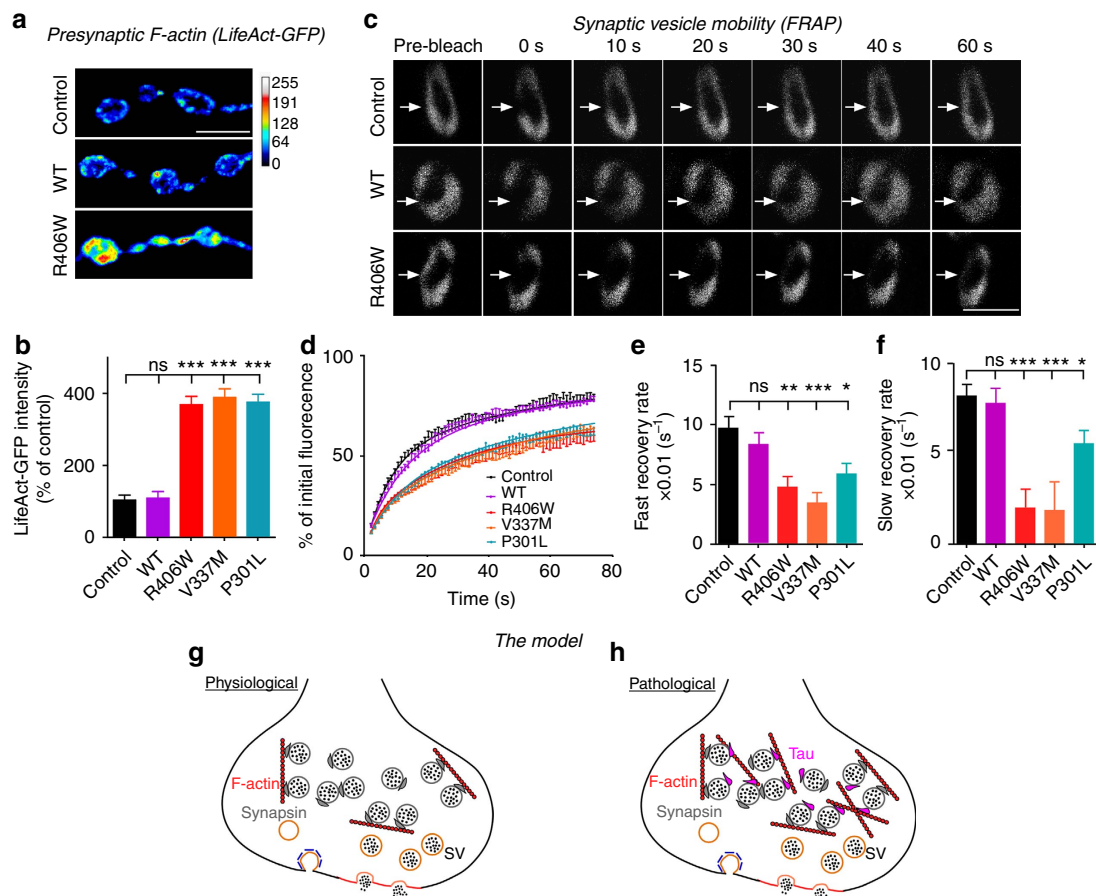 a
Presynaptic F-actin (LifeAct-GFP)
Control
WT
R406W
255
191
128
64
0
c
Synaptic vesicle mobility (FRAP)
Pre-bleach 0 s 10 s 20 s 30 s 40 s 60 s
Control
WT
R406W
b
LifeAct-GFP intensity
(% of control)
400
200
0
ns *** *** ***
Control WT R406W V337M P301L
d
% of initial fluorecence
100
50
0
0 20 40 60 80
Time (s)
Control
WT
R406W
V337M
P301L
e
Fast recovery rate
×0.01 (s⁻¹)
15
10
5
0
ns ** *** *
Control WT R406W V337M P301L
f
Slow recovery rate
×0.01 (s⁻¹)
10
5
0
ns *** *** *
Control WT R406W V337M P301L
The model
g
Physiological
F-actin
Synapsin
SV
h
Pathological
Tau
F-actin
Synapsin
SV